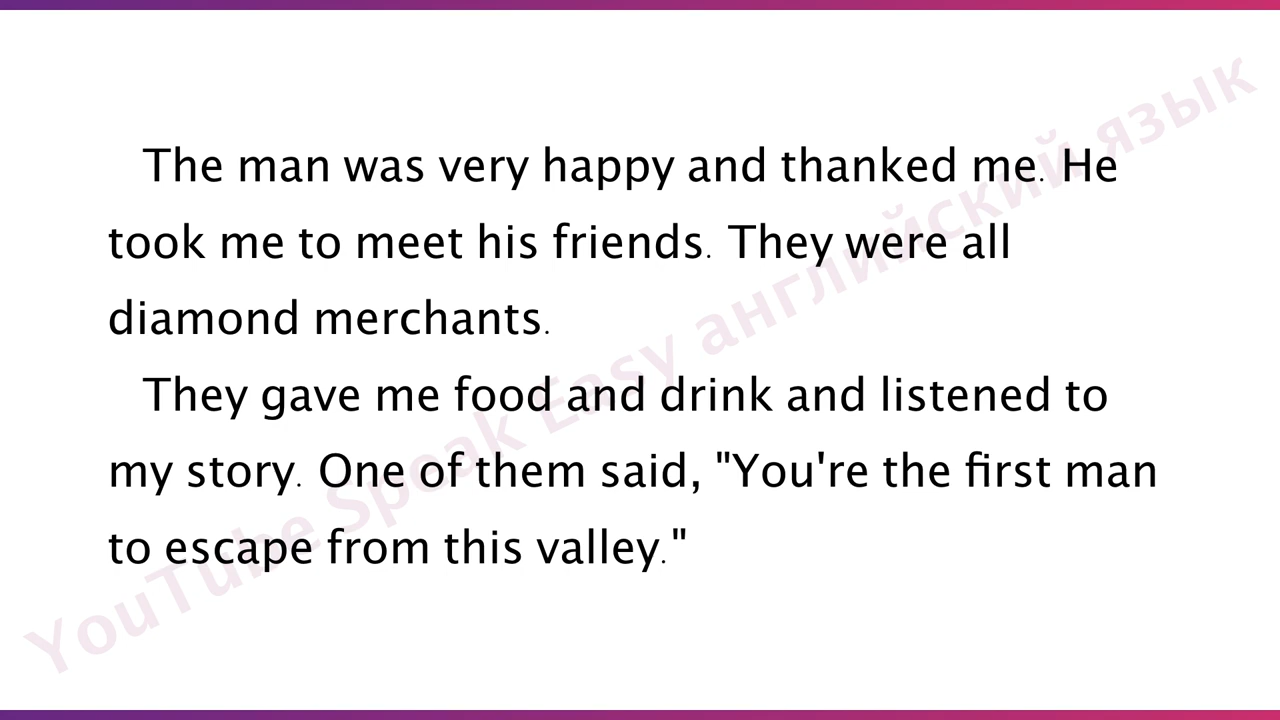 The man was very happy and thanked me. He
took me to meet his friends. They were all
diamond merchants.
They gave me food and drink and listened to
my story. One of them said, "You're the first man
to escape from this valley."
YouTube Speak Easy английский язык